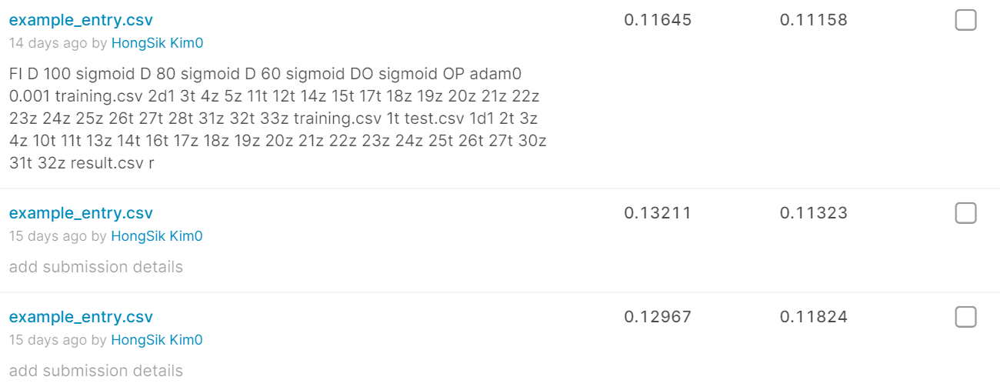 example_entry.csv 0.11645 0.11158
14 days ago by HongSik Kim0
FI D 100 sigmoid D 80 sigmoid D 60 sigmoid DO sigmoid OP adam0
0.001 training.csv 2d1 3t 4z 5z 11t 12t 14z 15t 17t 18z 19z 20z 21z 22z
23z 24z 25z 26t 27t 28t 31z 32t 33z training.csv 1t test.csv 1d1 2t 3z
4z 10t 11t 13z 14t 16t 17z 18z 19z 20z 21z 22z 23z 24z 25t 26t 27t 30z
31t 32z result.csv r
example_entry.csv 0.13211 0.11323
15 days ago by HongSik Kim0
add submission details
example_entry.csv 0.12967 0.11824
15 days ago by HongSik Kim0
add submission details